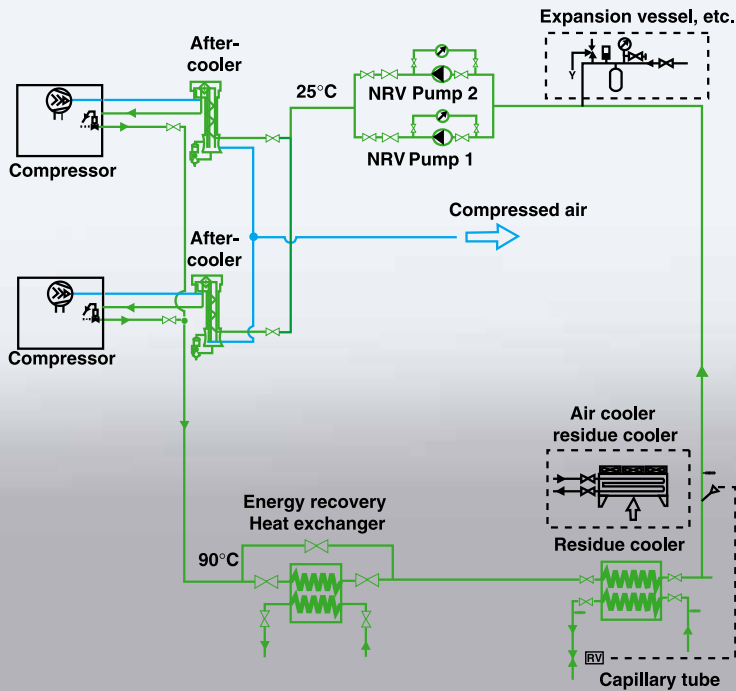 Expansion vessel, etc.
After-
cooler
25°C
NRV Pump 2
Y
Compressor
NRV Pump 1
Compressed air
After-
cooler
Compressor
Air cooler
residue cooler
Energy recovery
Heat exchanger
90°C
Residue cooler
RV
Capillary tube